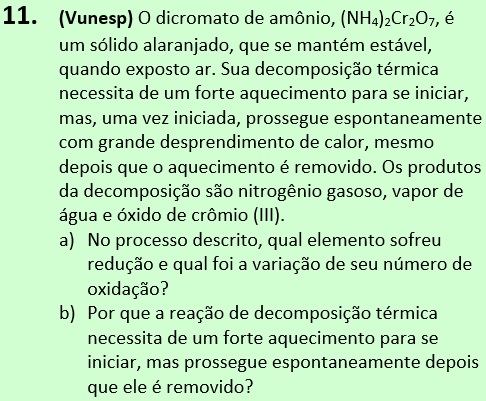 11. (Vunesp) O dicromato de amônio, (NH₄)₂Cr₂O₇, é
um sólido alaranjado, que se mantém estável,
quando exposto ar. Sua decomposição térmica
necessita de um forte aquecimento para se iniciar,
mas, uma vez iniciada, prossegue espontaneamente
com grande desprendimento de calor, mesmo
depois que o aquecimento é removido. Os produtos
da decomposição são nitrogênio gasoso, vapor de
água e óxido de crômio (III).
a) No processo descrito, qual elemento sofreu
redução e qual foi a variação de seu número de
oxidação?
b) Por que a reação de decomposição térmica
necessita de um forte aquecimento para se
iniciar, mas prossegue espontaneamente depois
que ele é removido?